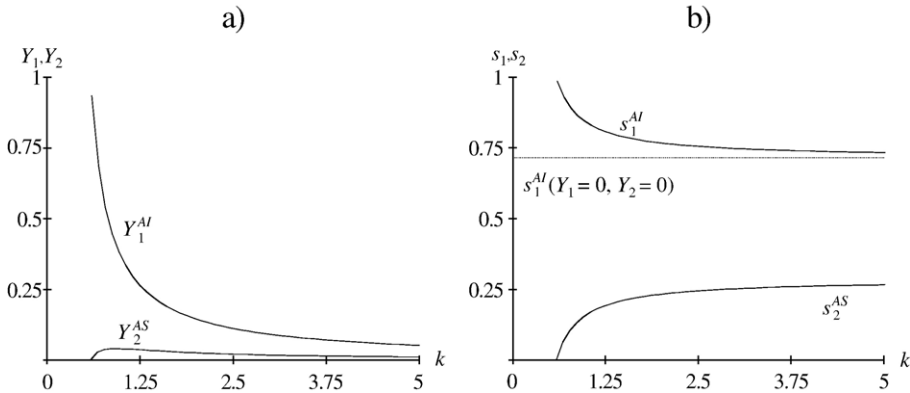 a)
Y₁,Y₂
1
0.75
0.5
0.25
Y₁ᴬᴵ
Y₂ᴬˢ
0
1.25
2.5
3.75
5
k
b)
s₁,s₂
1
0.75
0.5
0.25
s₁ᴬᴵ
s₁ᴬᴵ(Y₁ = 0, Y₂ = 0)
s₂ᴬˢ
0
1.25
2.5
3.75
5
k